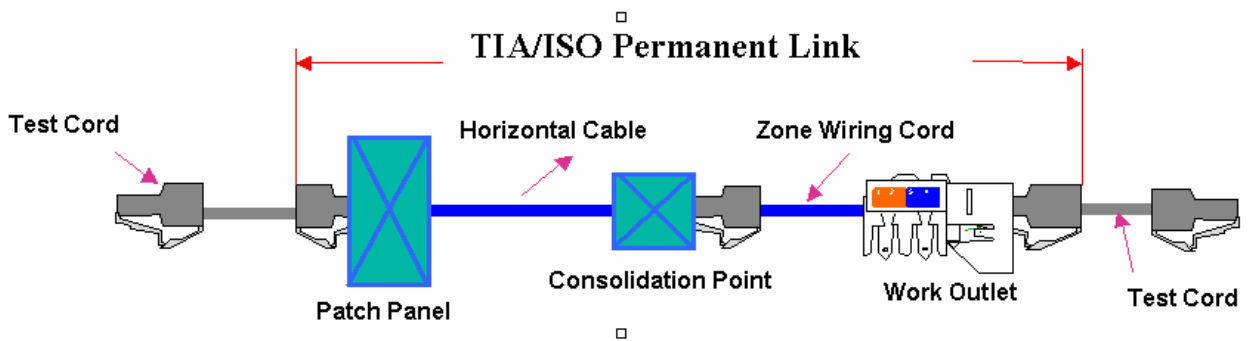 TIA/ISO Permanent Link
Test Cord
Horizontal Cable
Zone Wiring Cord
Patch Panel
Consolidation Point
Work Outlet
Test Cord